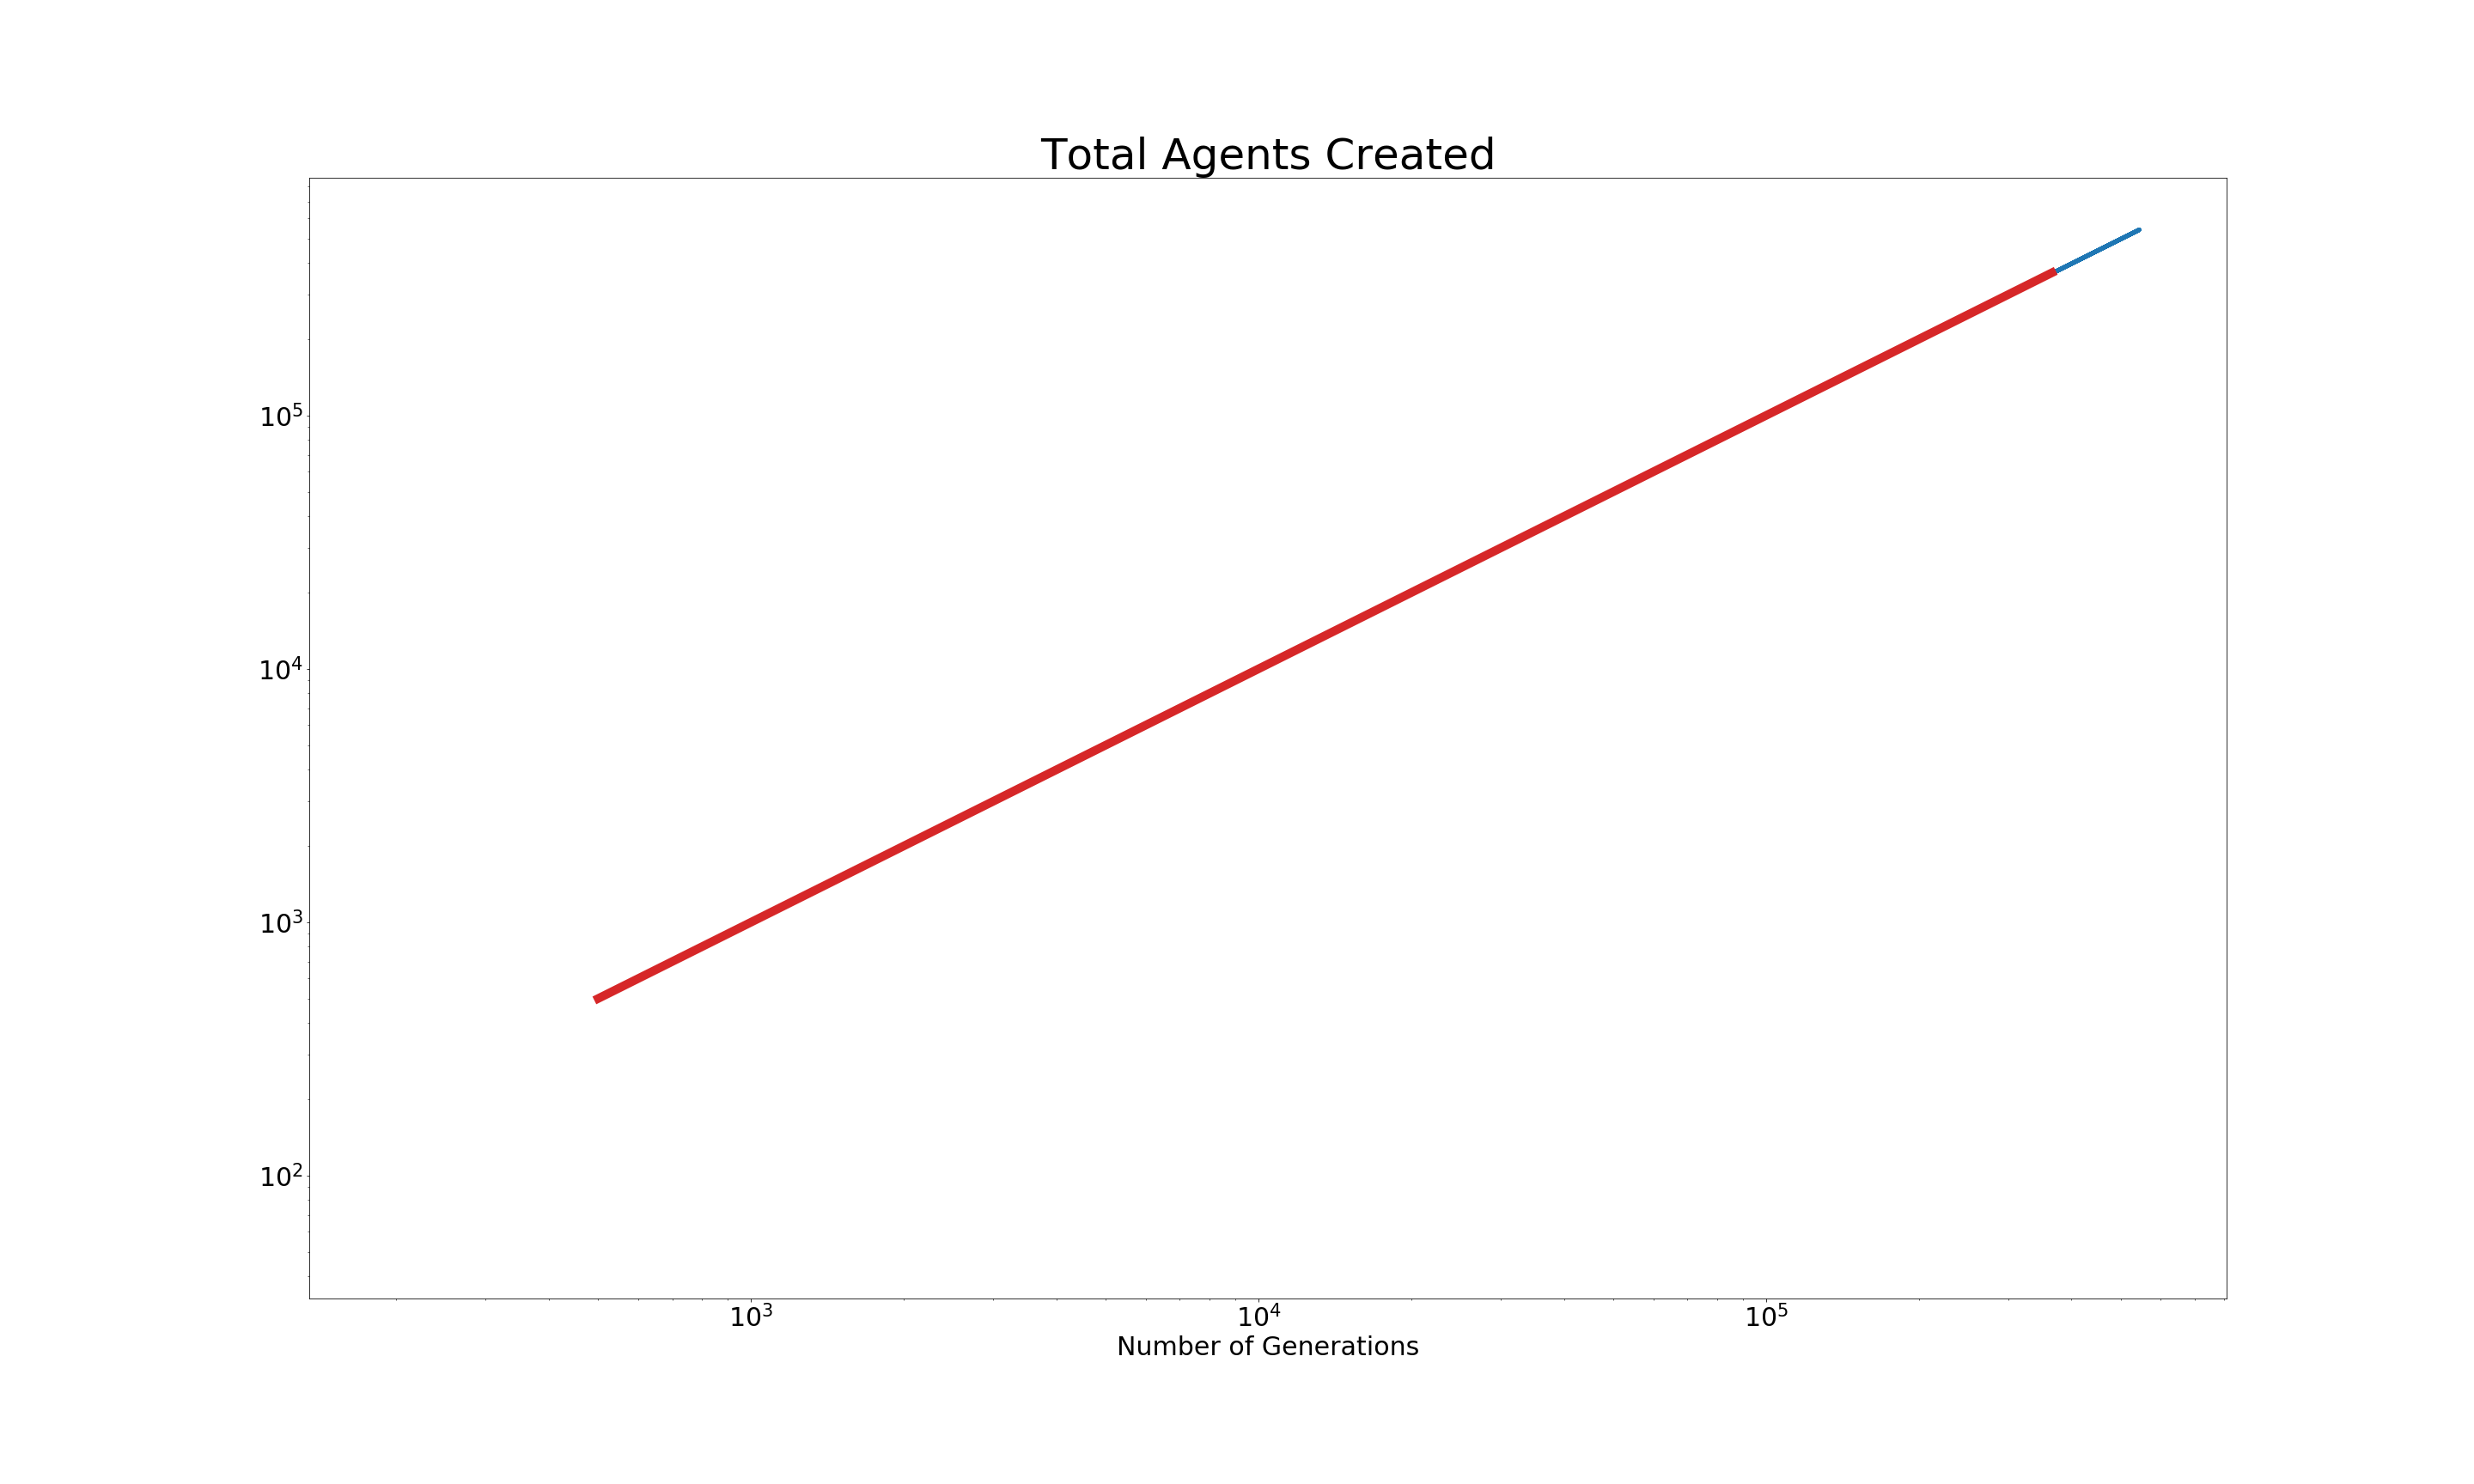 Total Agents Created
10⁵
10⁴
10³
10²
10³ 10⁴ 10⁵
Number of Generations